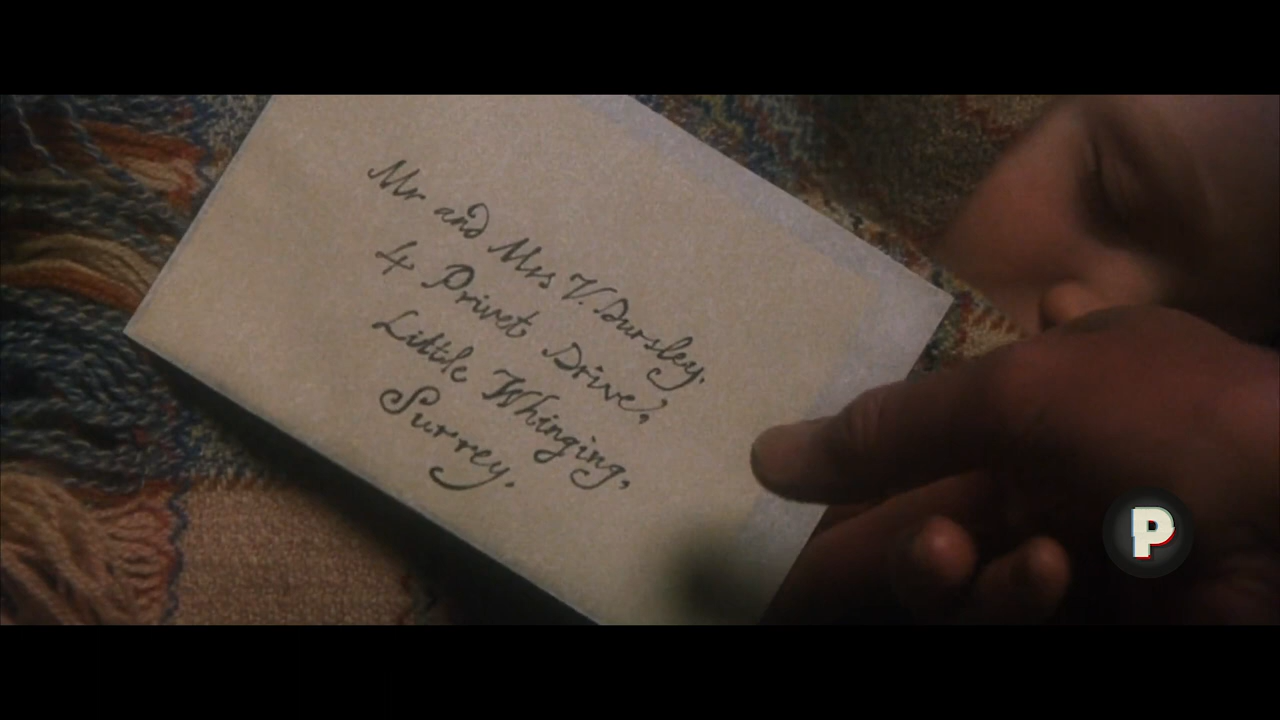 Mr and Mrs V. Dursley.
4 Privet Drive,
Little Whinging,
Surrey.
P